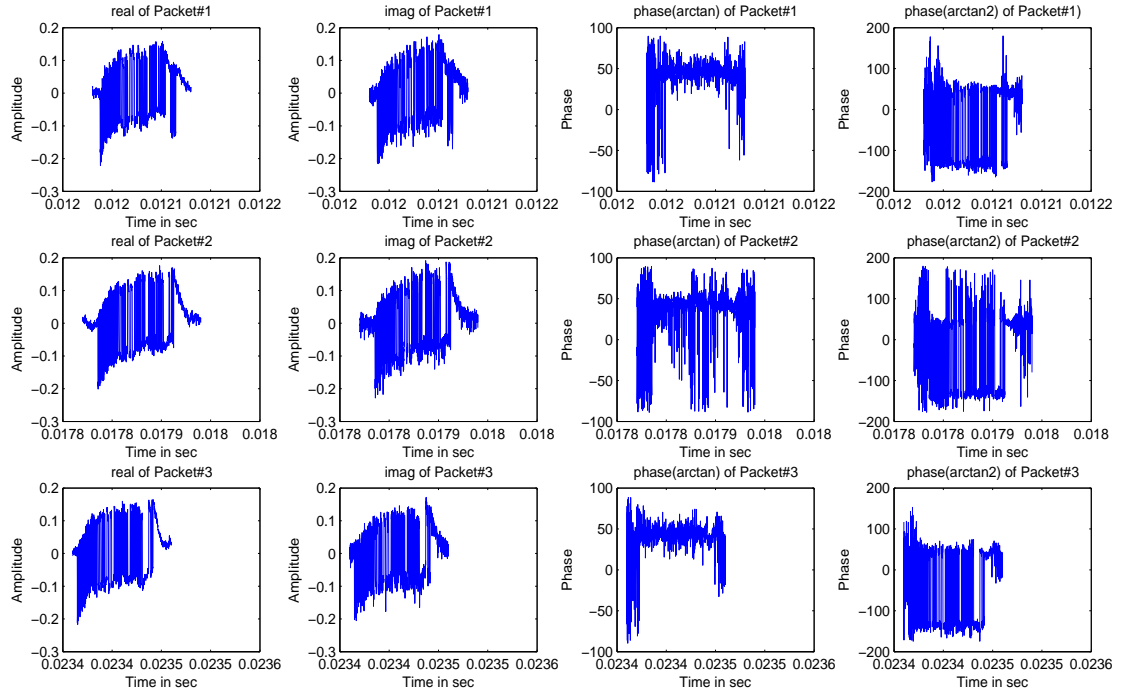 real of Packet#1
imag of Packet#1
phase(arctan) of Packet#1
phase(arctan2) of Packet#1)
0.2
0.1
0
−0.1
−0.2
−0.3
Amplitude
0.012 0.012 0.0121 0.0121 0.0122
Time in sec
0.2
0.1
0
−0.1
−0.2
−0.3
Amplitude
0.012 0.012 0.0121 0.0121 0.0122
Time in sec
100
50
0
−50
−100
Phase
0.012 0.012 0.0121 0.0121 0.0122
Time in sec
200
100
0
−100
−200
Phase
0.012 0.012 0.0121 0.0121 0.0122
Time in sec
real of Packet#2
imag of Packet#2
phase(arctan) of Packet#2
phase(arctan2) of Packet#2
0.2
0.1
0
−0.1
−0.2
−0.3
Amplitude
0.0178 0.0178 0.0179 0.018 0.018
Time in sec
0.2
0.1
0
−0.1
−0.2
−0.3
Amplitude
0.0178 0.0178 0.0179 0.018 0.018
Time in sec
100
50
0
−50
−100
Phase
0.0178 0.0178 0.0179 0.018 0.018
Time in sec
200
100
0
−100
−200
Phase
0.0178 0.0178 0.0179 0.018 0.018
Time in sec
real of Packet#3
imag of Packet#3
phase(arctan) of Packet#3
phase(arctan2) of Packet#3
0.2
0.1
0
−0.1
−0.2
−0.3
Amplitude
0.0234 0.0234 0.0235 0.0235 0.0236
Time in sec
0.2
0.1
0
−0.1
−0.2
−0.3
Amplitude
0.0234 0.0234 0.0235 0.0235 0.0236
Time in sec
100
50
0
−50
−100
Phase
0.0234 0.0234 0.0235 0.0235 0.0236
Time in sec
200
100
0
−100
−200
Phase
0.0234 0.0234 0.0235 0.0235 0.0236
Time in sec